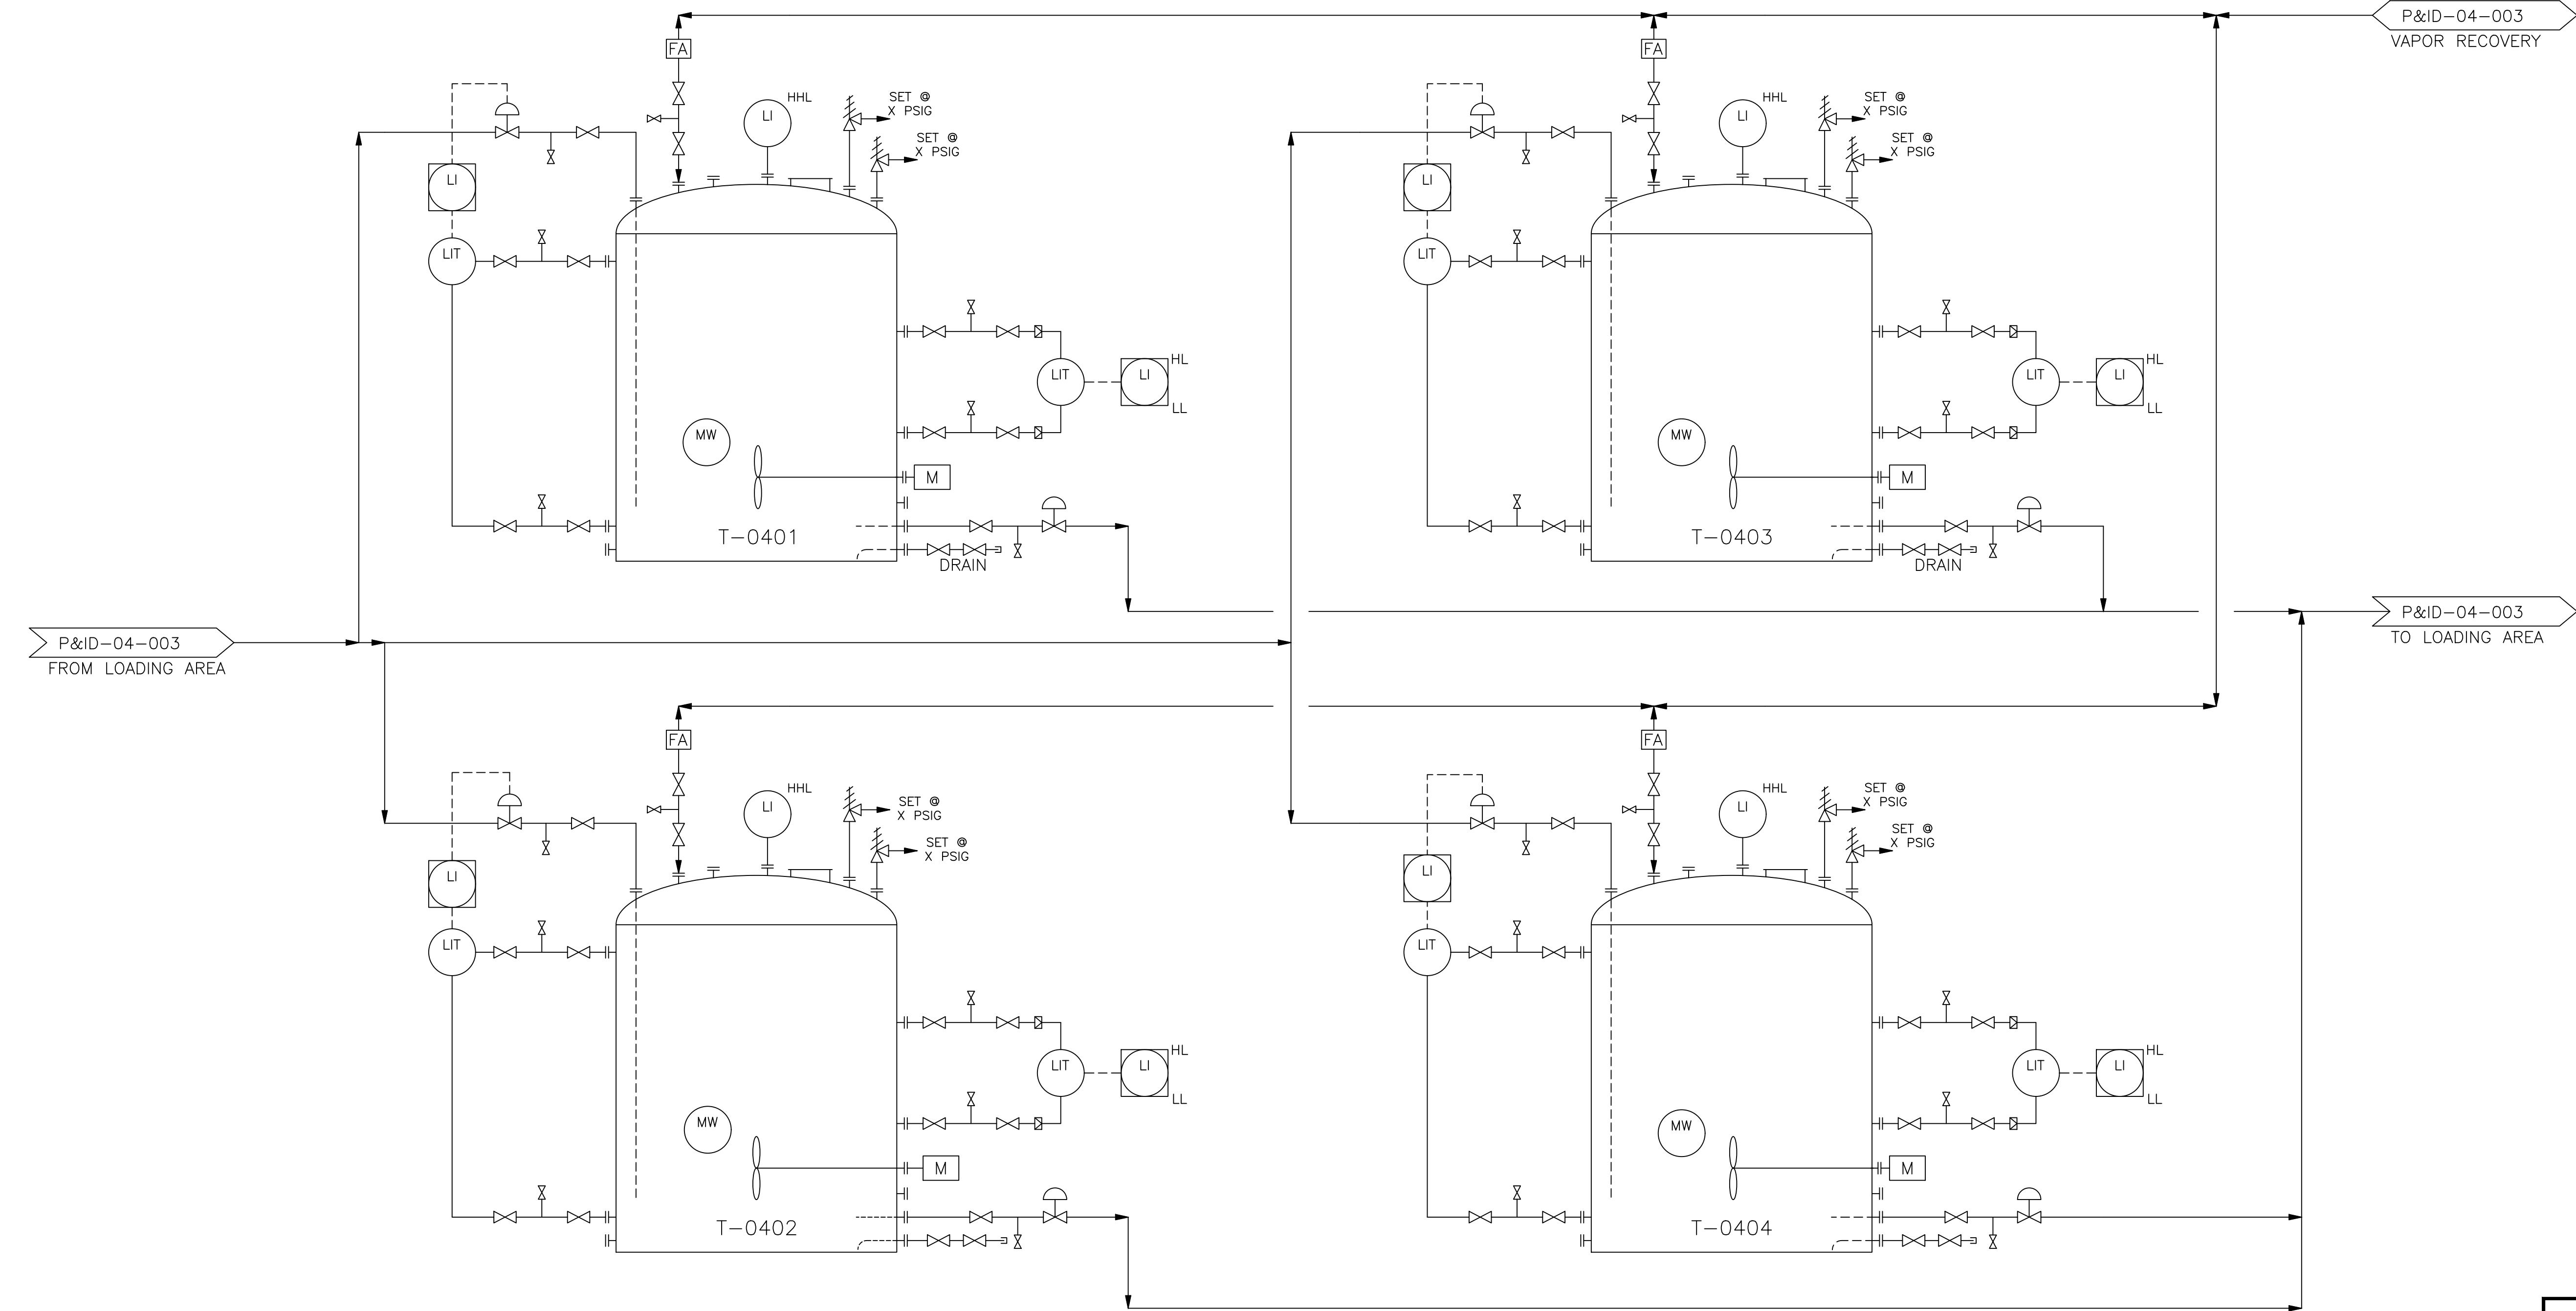 P&ID-04-003
VAPOR RECOVERY
FA
HHL
LI
SET @
X PSIG
SET @
X PSIG
LI
LIT
HL
LIT
LI
LL
MW
M
T-0401
DRAIN
FA
HHL
LI
SET @
X PSIG
SET @
X PSIG
LI
LIT
HL
LIT
LI
LL
MW
M
T-0403
DRAIN
P&ID-04-003
FROM LOADING AREA
P&ID-04-003
TO LOADING AREA
FA
HHL
LI
SET @
X PSIG
SET @
X PSIG
LI
LIT
HL
LIT
LI
LL
MW
M
T-0402
FA
HHL
LI
SET @
X PSIG
SET @
X PSIG
LI
LIT
HL
LIT
LI
LL
MW
M
T-0404